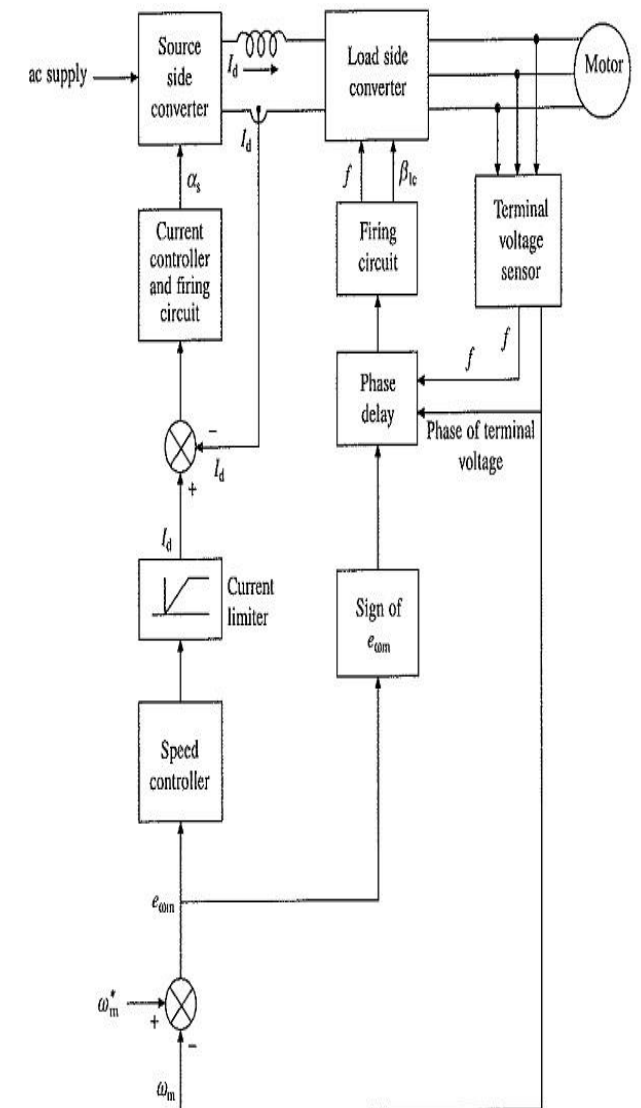 Source
side
converter
ac supply
I_d
I_d
Load side
converter
Motor
α_s
f
β_lc
Current
controller
and firing
circuit
Firing
circuit
Terminal
voltage
sensor
f
f
Phase
delay
Phase of terminal
voltage
−
I_d
+
I_d
Current
limiter
Sign of
e_ωm
Speed
controller
e_ωm
ω*_m
+
−
ω_m